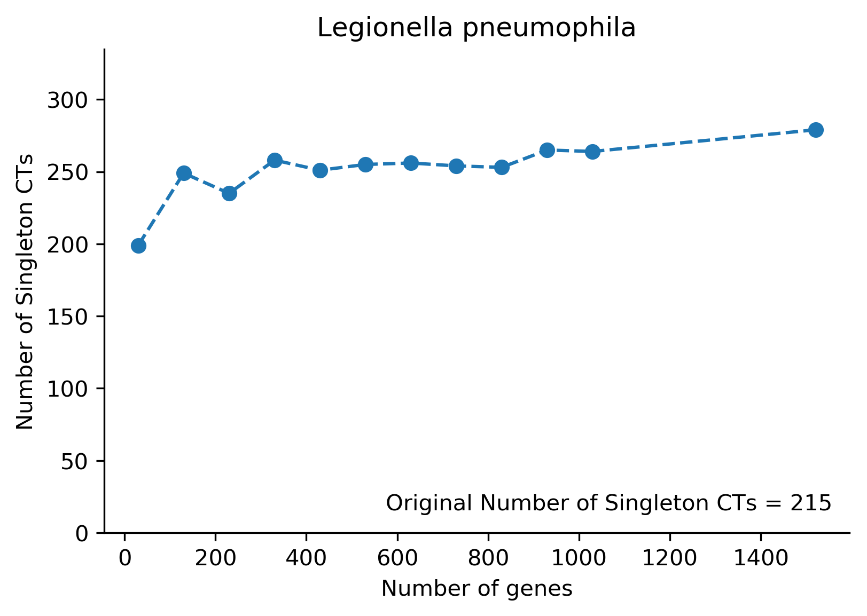 Legionella pneumophila
Number of Singleton CTs
300
250
200
150
100
50
0
Original Number of Singleton CTs = 215
0 200 400 600 800 1000 1200 1400
Number of genes